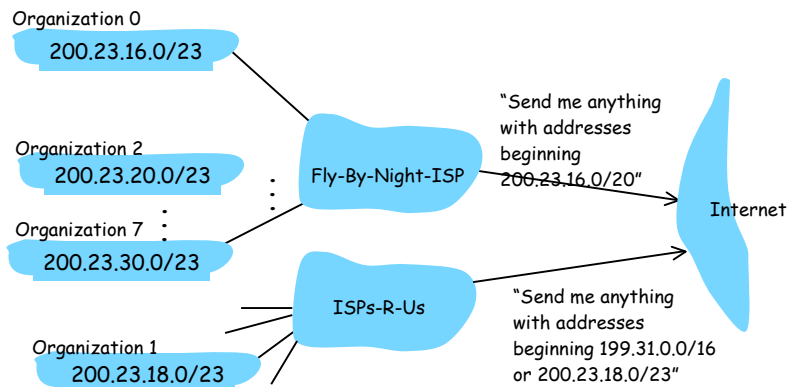 Organization 0
200.23.16.0/23
Organization 2
200.23.20.0/23
Organization 7
200.23.30.0/23
Organization 1
200.23.18.0/23
Fly-By-Night-ISP
ISPs-R-Us
“Send me anything
with addresses
beginning
200.23.16.0/20”
Internet
“Send me anything
with addresses
beginning 199.31.0.0/16
or 200.23.18.0/23”